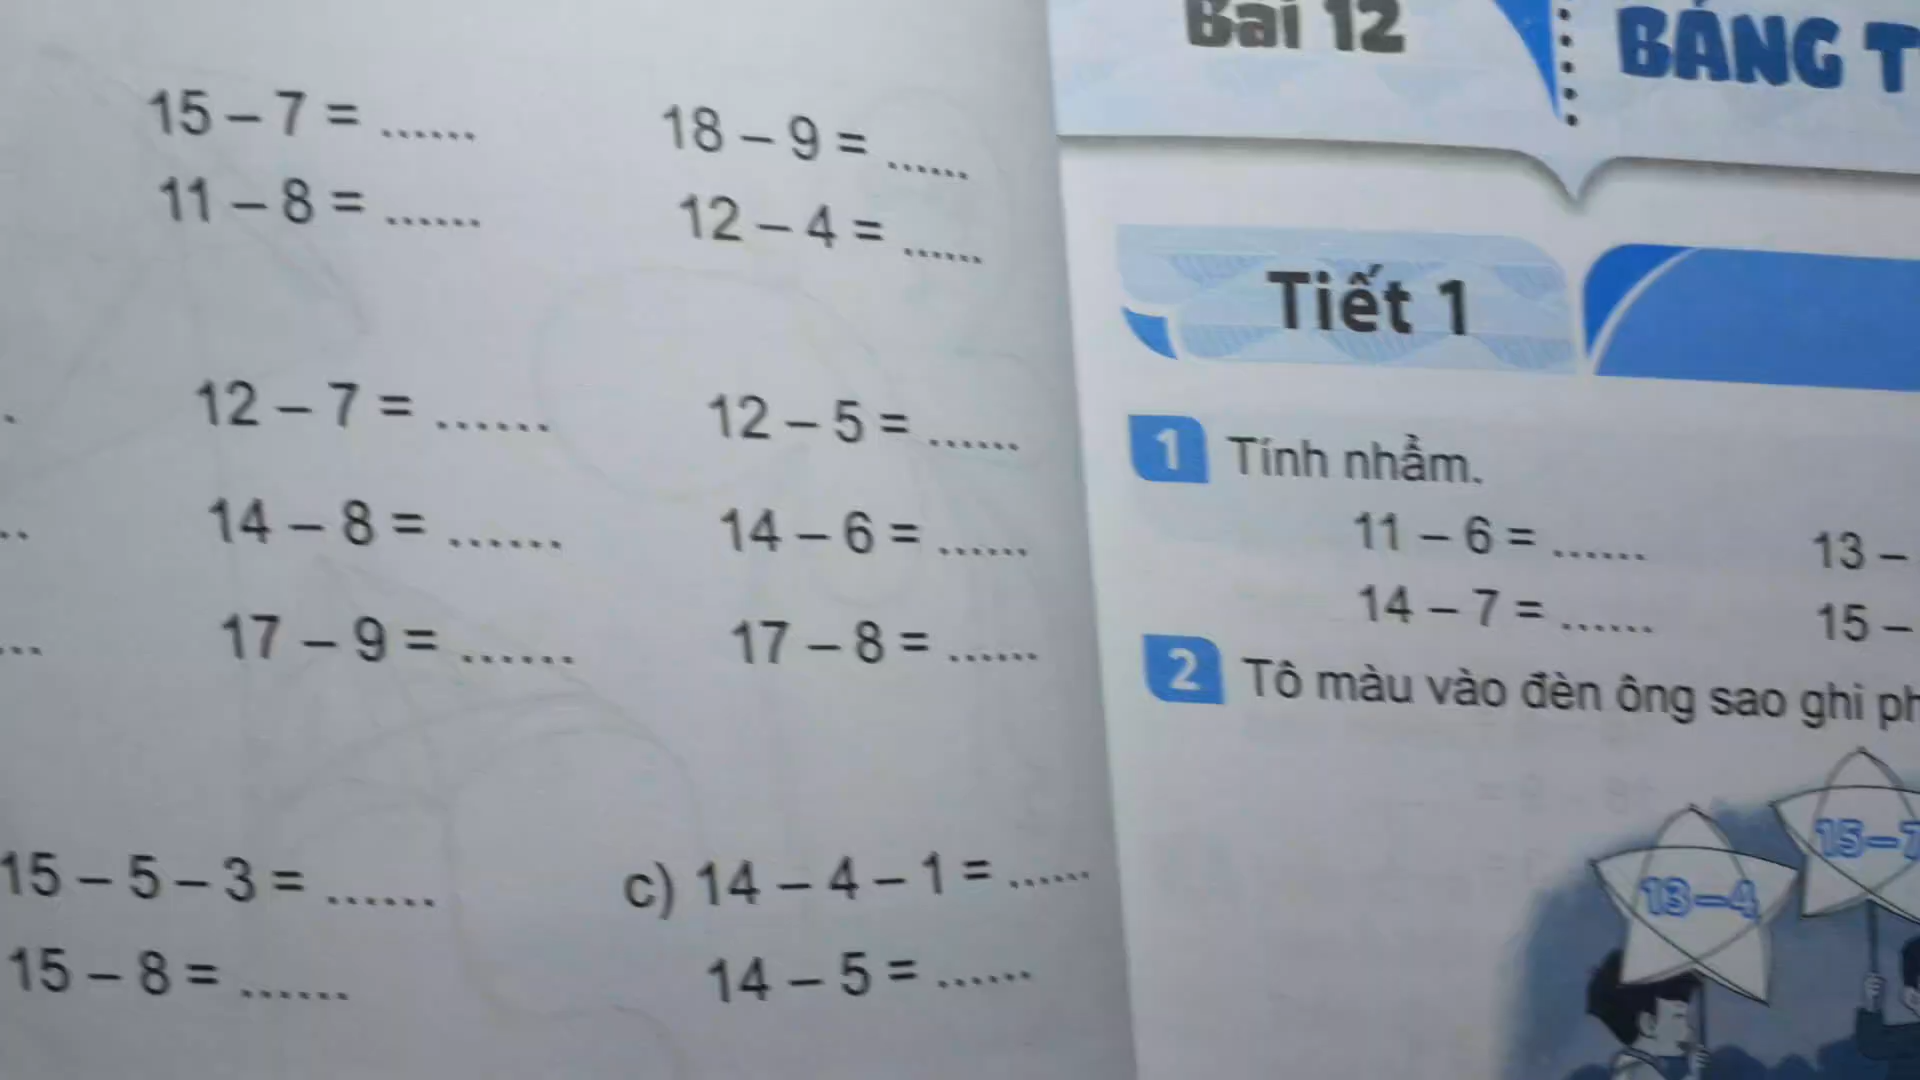 15 – 7 = ...... 18 – 9 = ......
11 – 8 = ...... 12 – 4 = ......
12 – 7 = ...... 12 – 5 = ......
14 – 8 = ...... 14 – 6 = ......
17 – 9 = ...... 17 – 8 = ......
15 – 5 – 3 = ...... c) 14 – 4 – 1 = ......
15 – 8 = ...... 14 – 5 = ......
Bài 12 BẢNG T
Tiết 1
1 Tính nhẩm.
11 – 6 = ...... 13 –
14 – 7 = ...... 15 –
2 Tô màu vào đèn ông sao ghi ph
15 – 7
13 – 4